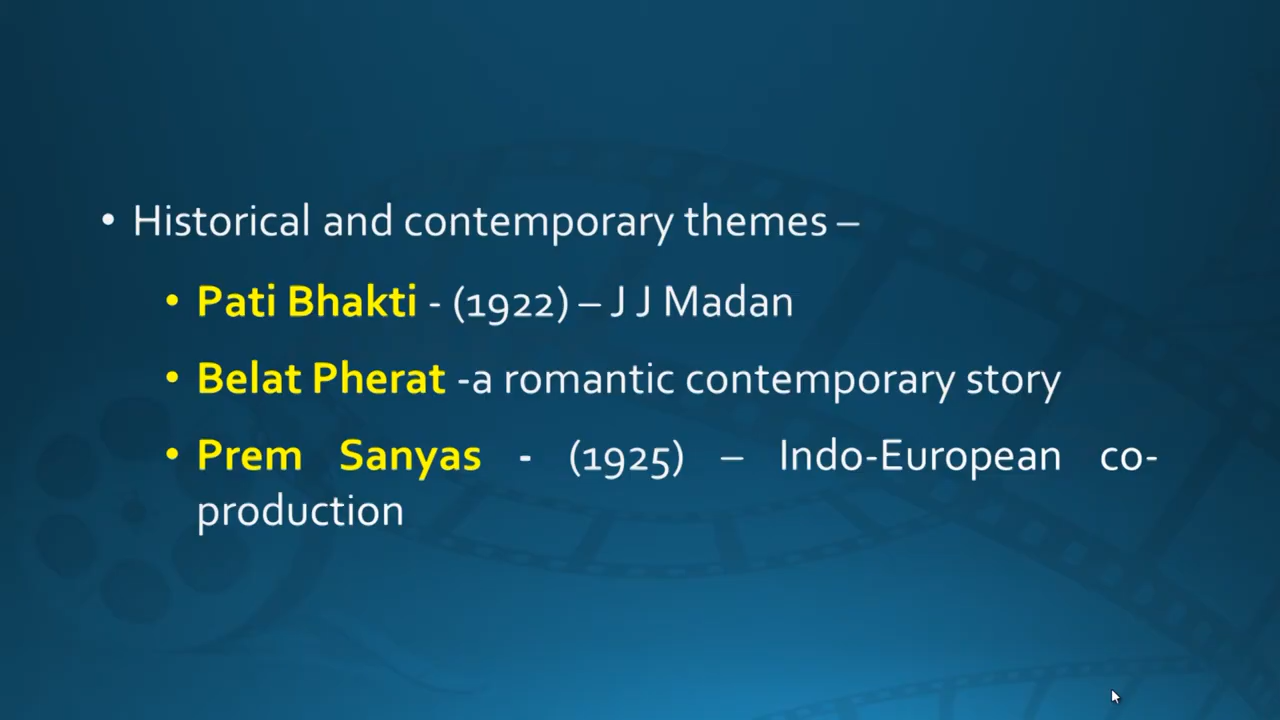 • Historical and contemporary themes –
• Pati Bhakti - (1922) – J J Madan
• Belat Pherat -a romantic contemporary story
• Prem Sanyas - (1925) – Indo-European co-
production